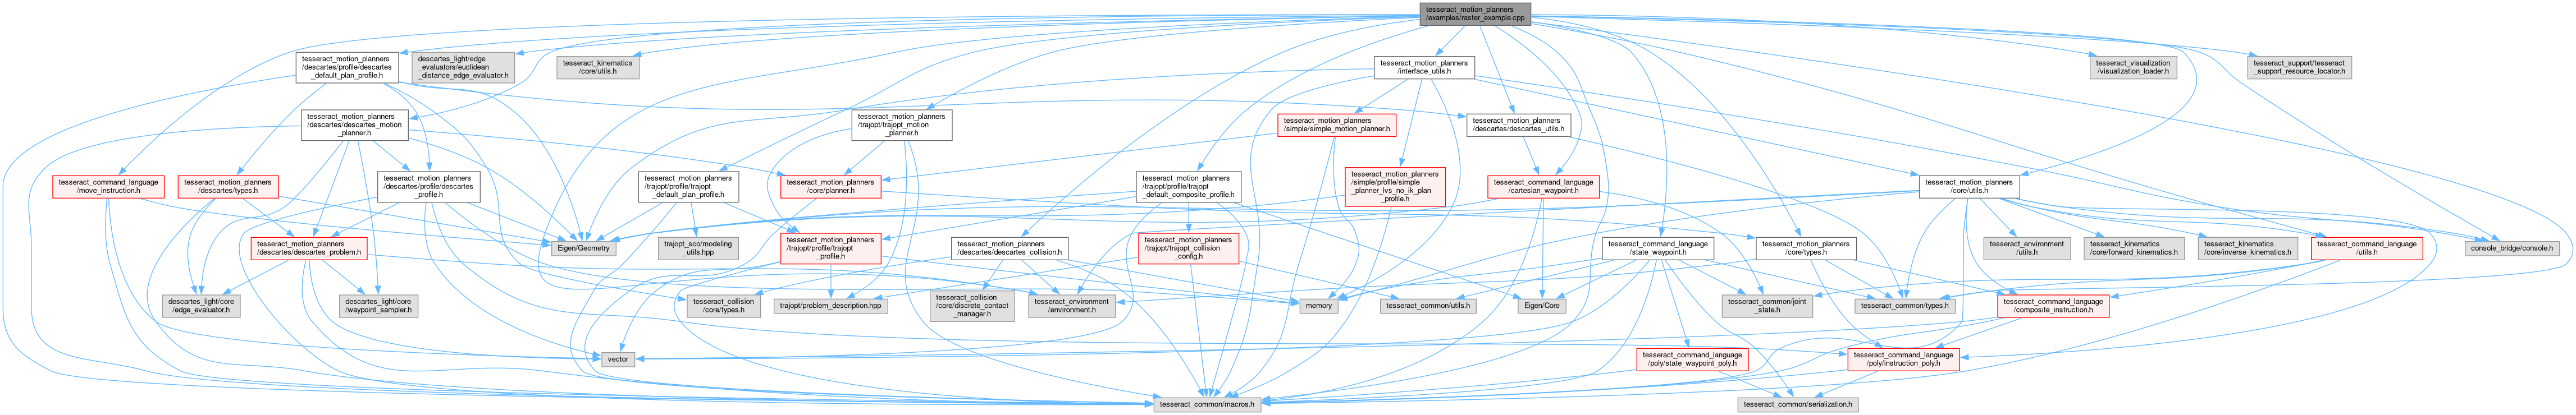 tesseract_motion_planners
/examples/raster_example.cpp
tesseract_motion_planners
/descartes/profile/descartes
_default_plan_profile.h
descartes_light/edge
_evaluators/euclidean
_distance_edge_evaluator.h
tesseract_kinematics
/core/utils.h
tesseract_motion_planners
/interface_utils.h
tesseract_visualization
/visualization_loader.h
tesseract_support/tesseract
_support_resource_locator.h
tesseract_motion_planners
/descartes/descartes_motion
_planner.h
tesseract_motion_planners
/trajopt/trajopt_motion
_planner.h
tesseract_motion_planners
/simple/simple_motion_planner.h
tesseract_motion_planners
/descartes/descartes_utils.h
tesseract_command_language
/move_instruction.h
tesseract_motion_planners
/descartes/types.h
tesseract_motion_planners
/descartes/profile/descartes
_profile.h
tesseract_motion_planners
/trajopt/profile/trajopt
_default_plan_profile.h
tesseract_motion_planners
/core/planner.h
tesseract_motion_planners
/trajopt/profile/trajopt
_default_composite_profile.h
tesseract_motion_planners
/simple/profile/simple
_planner_lvs_no_ik_plan
_profile.h
tesseract_command_language
/cartesian_waypoint.h
tesseract_motion_planners
/core/utils.h
tesseract_motion_planners
/descartes/descartes_problem.h
Eigen/Geometry
trajopt_sco/modeling
_utils.hpp
tesseract_motion_planners
/trajopt/profile/trajopt
_profile.h
tesseract_motion_planners
/descartes/descartes_collision.h
tesseract_motion_planners
/trajopt/trajopt_collision
_config.h
tesseract_command_language
/state_waypoint.h
tesseract_motion_planners
/core/types.h
tesseract_environment
/utils.h
tesseract_kinematics
/core/forward_kinematics.h
tesseract_kinematics
/core/inverse_kinematics.h
tesseract_command_language
/utils.h
console_bridge/console.h
descartes_light/core
/edge_evaluator.h
descartes_light/core
/waypoint_sampler.h
tesseract_collision
/core/types.h
trajopt/problem_description.hpp
tesseract_collision
/core/discrete_contact
_manager.h
tesseract_environment
/environment.h
memory
tesseract_common/utils.h
Eigen/Core
tesseract_common/joint
_state.h
tesseract_common/types.h
tesseract_command_language
/composite_instruction.h
vector
tesseract_command_language
/poly/state_waypoint_poly.h
tesseract_command_language
/poly/instruction_poly.h
tesseract_common/macros.h
tesseract_common/serialization.h